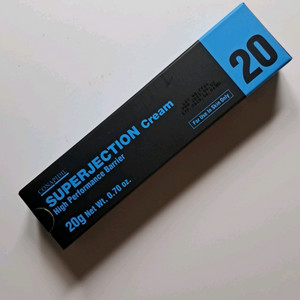 SUPERJECTION Cream
High Performance Barrier
20g Net Wt. 0.70 oz.
20
For Use in Skin Only